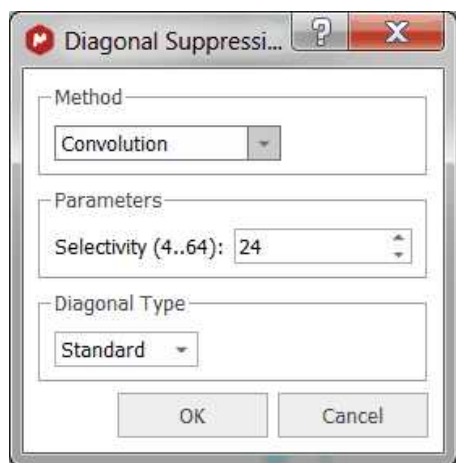 Diagonal Suppressi...
Method
Convolution
Parameters
Selectivity (4..64): 24
Diagonal Type
Standard
OK Cancel